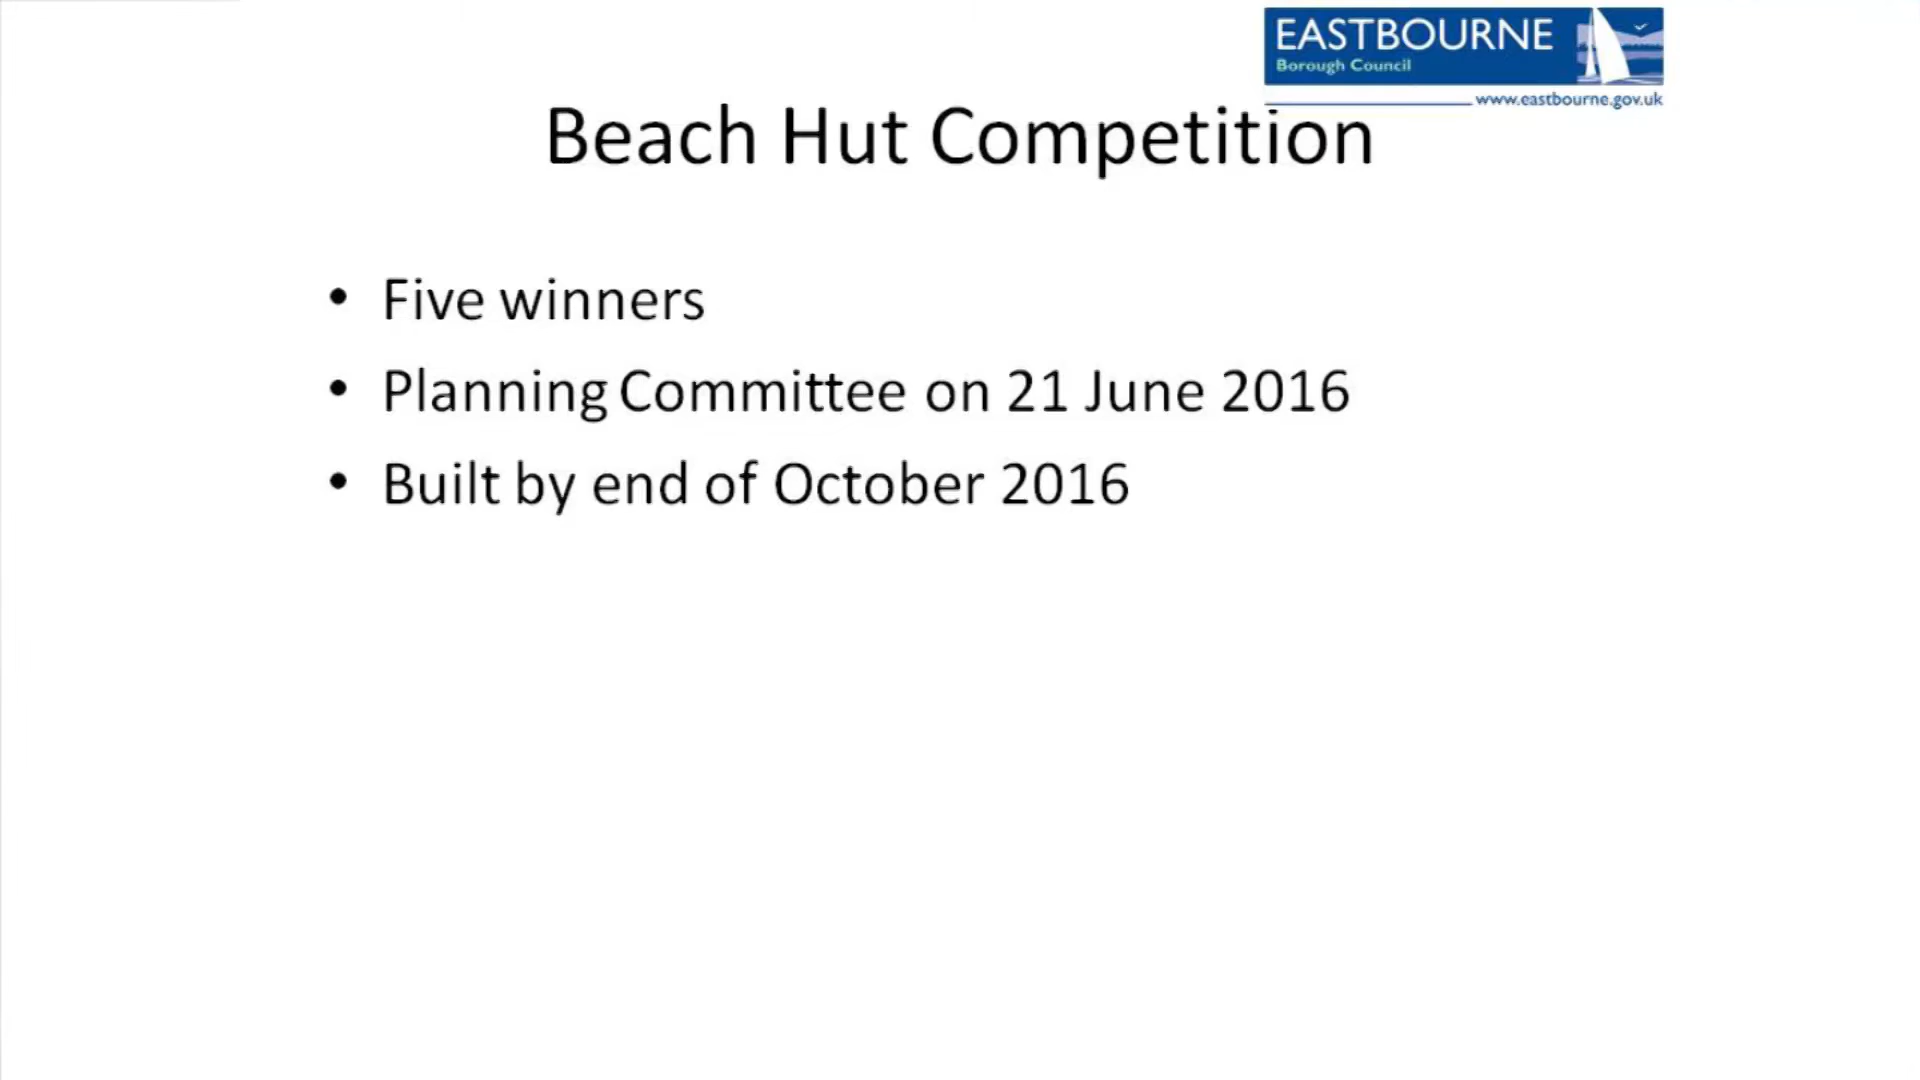 EASTBOURNE
Borough Council
www.eastbourne.gov.uk
Beach Hut Competition
• Five winners
• Planning Committee on 21 June 2016
• Built by end of October 2016